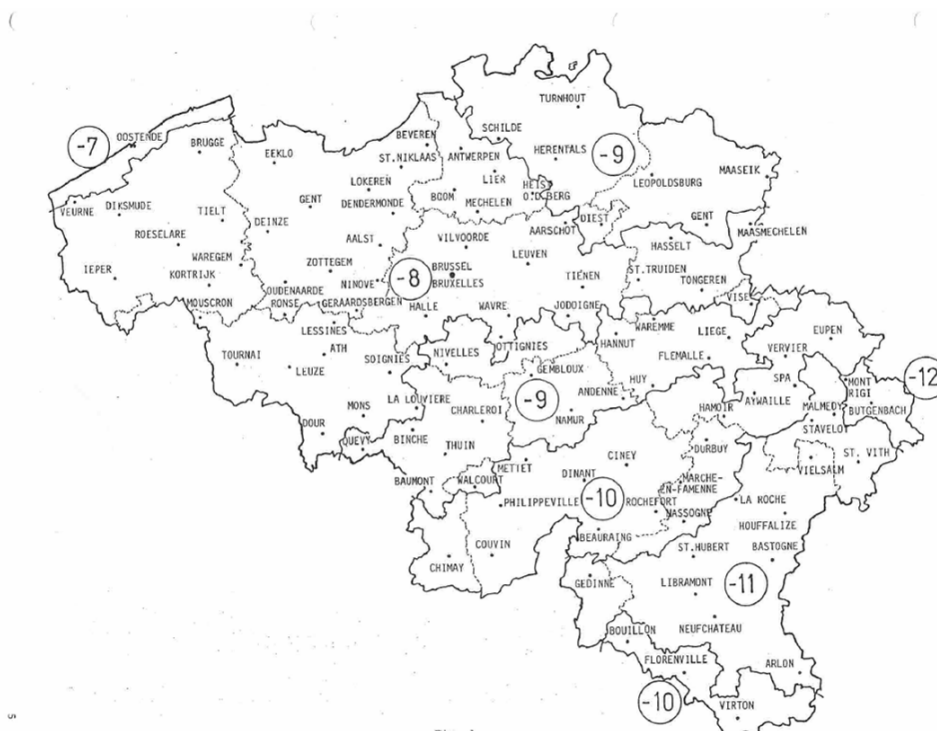 TURNHOUT
-7
OOSTENDE
BRUGGE
BEVEREN
SCHILDE
-9
EEKLO
ST.NIKLAAS
ANTWERPEN
HERENTALS
MAASEIK
LOKEREN
LIER
HEIST
O.D.BERG
LEOPOLDSBURG
VEURNE
DIKSMUDE
TIELT
GENT
DENDERMONDE
BOOM
MECHELEN
DIEST
GENT
DEINZE
AARSCHOT
MAASMECHELEN
ROESELARE
AALST
VILVOORDE
HASSELT
WAREGEM
LEUVEN
IEPER
KORTRIJK
ZOTTEGEM
-8
BRUSSEL
BRUXELLES
TIENEN
ST.TRUIDEN
TONGEREN
OUDENAARDE
NINOVE
MOUSCRON
RONSE
GERAARDSBERGEN
HALLE
WAVRE
JODOIGNE
VISE
LESSINES
WAREMME
LIEGE
EUPEN
TOURNAI
ATH
SOIGNIES
NIVELLES
OTTIGNIES
HANNUT
FLEMALLE
VERVIER
LEUZE
GEMBLOUX
HUY
SPA
MONT
RIGI
-12
LA LOUVIERE
-9
ANDENNE
AYWAILLE
MALMEDY
BUTGENBACH
MONS
CHARLEROI
NAMUR
HAMOIR
STAVELOT
DOUR
QUEVY
BINCHE
DURBUY
THUIN
ST. VITH
METTET
CINEY
VIELSALM
BAUMONT
WALCOURT
DINANT
MARCHE-
EN-FAMENNE
PHILIPPEVILLE
-10
ROCHEFORT
NASSOGNE
LA ROCHE
HOUFFALIZE
BEAURAING
COUVIN
ST.HUBERT
BASTOGNE
CHIMAY
GEDINNE
LIBRAMONT
-11
NEUFCHATEAU
BOUILLON
FLORENVILLE
ARLON
-10
VIRTON
5